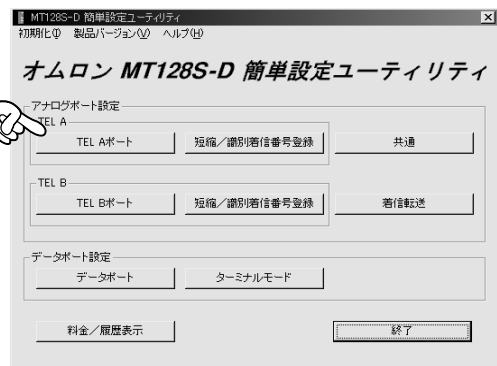 MT128S-D 簡単設定ユーティリティ
初期化(I) 製品バージョン(V) ヘルプ(H)
オムロン MT128S-D 簡単設定ユーティリティ
アナログポート設定
TEL A
TEL Aポート 短縮／識別着信番号登録 共通
TEL B
TEL Bポート 短縮／識別着信番号登録 着信転送
データポート設定
データポート ターミナルモード
料金／履歴表示 終了